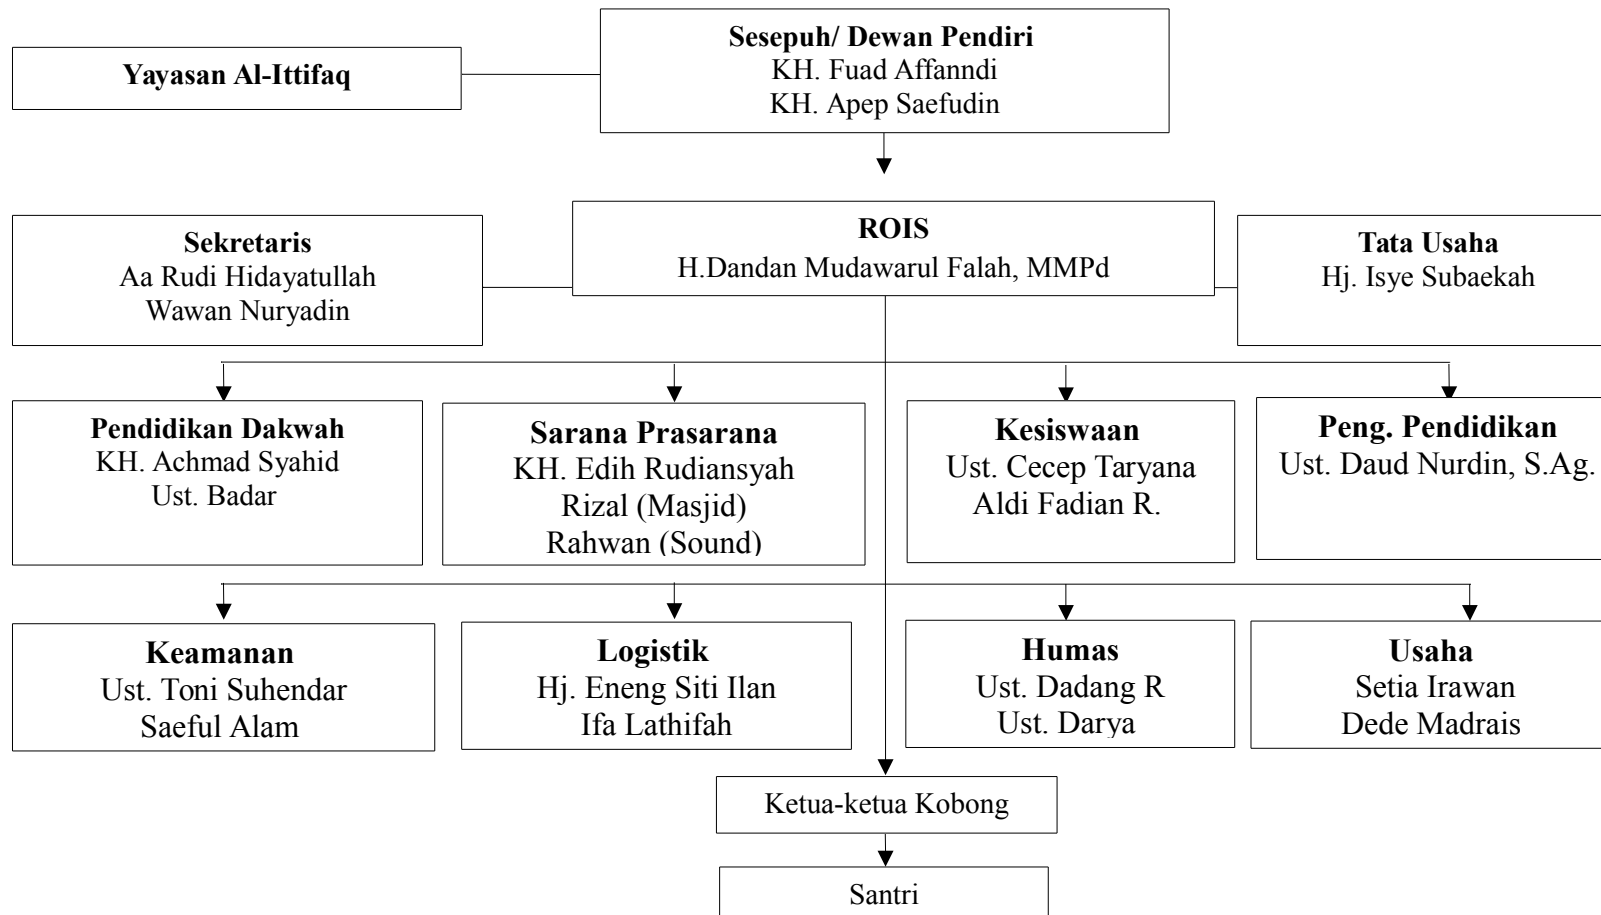 Yayasan Al-Ittifaq
Sesepuh/ Dewan Pendiri
KH. Fuad Affanndi
KH. Apep Saefudin
Sekretaris
Aa Rudi Hidayatullah
Wawan Nuryadin
ROIS
H.Dandan Mudawarul Falah, MMPd
Tata Usaha
Hj. Isye Subaekah
Pendidikan Dakwah
KH. Achmad Syahid
Ust. Badar
Sarana Prasarana
KH. Edih Rudiansyah
Rizal (Masjid)
Rahwan (Sound)
Kesiswaan
Ust. Cecep Taryana
Aldi Fadian R.
Peng. Pendidikan
Ust. Daud Nurdin, S.Ag.
Keamanan
Ust. Toni Suhendar
Saeful Alam
Logistik
Hj. Eneng Siti Ilan
Ifa Lathifah
Humas
Ust. Dadang R
Ust. Darya
Usaha
Setia Irawan
Dede Madrais
Ketua-ketua Kobong
Santri